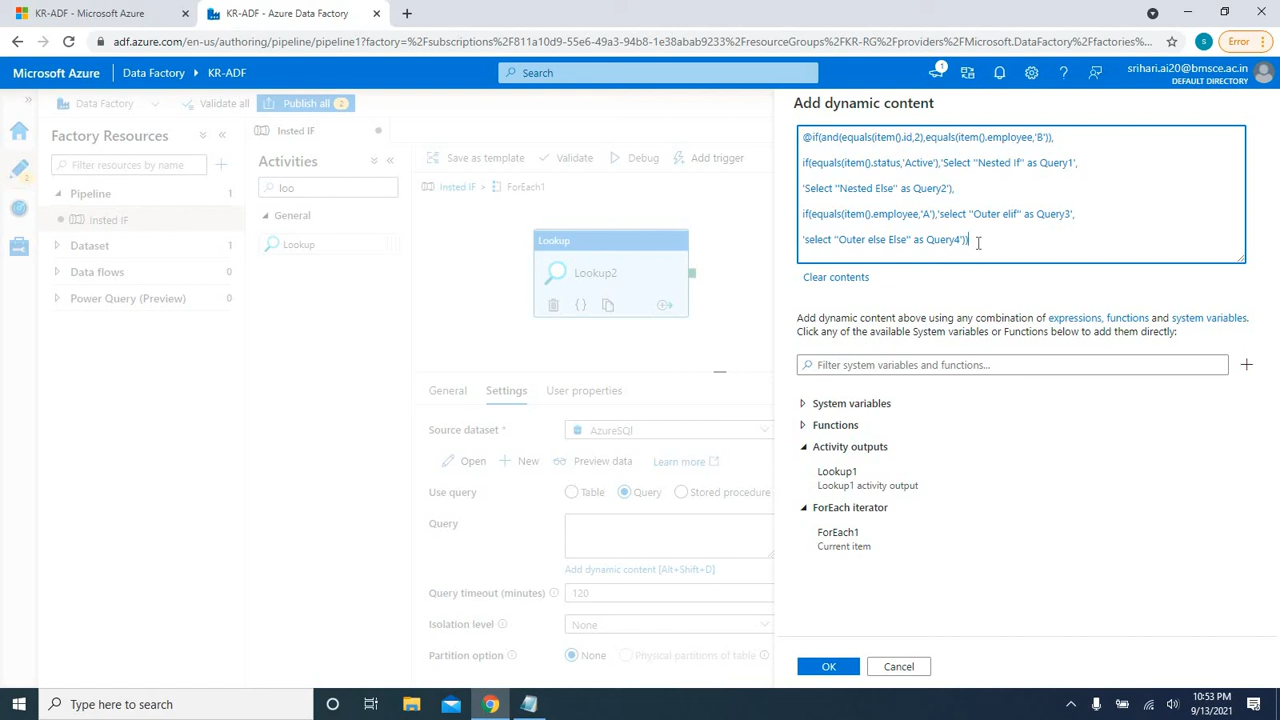 KR-ADF - Microsoft Azure
KR-ADF - Azure Data Factory
adf.azure.com/en-us/authoring/pipeline/pipeline1?factory=%2Fsubscriptions%2F811a10d9-55e6-49a3-94b8-1e38abab9233%2FresourceGroups%2FKR-RG%2Fproviders%2FMicrosoft.DataFactory%2Ffactories%...
S
Error
Microsoft Azure
Data Factory
KR-ADF
Search
1
srihari.ai20@bmsce.ac.in
DEFAULT DIRECTORY
Data Factory
Validate all
Publish all
2
Factory Resources
Filter resources by name
Pipeline
1
Insted IF
Dataset
2
Data flows
0
Power Query (Preview)
0
Insted IF
Activities
loo
General
Lookup
Save as template
Validate
Debug
Add trigger
Insted IF
ForEach1
Lookup
Lookup2
General
Settings
User properties
Source dataset *
AzureSQl
Open
New
Preview data
Learn more
Use query
Table
Query
Stored procedure
Query
Add dynamic content [Alt+Shift+D]
Query timeout (minutes)
120
Isolation level
None
Partition option
None
Physical partitions of table
Add dynamic content
@if(and(equals(item().id,2),equals(item().employee,'B')),
if(equals(item().status,'Active'),'Select ''Nested If'' as Query1',
'Select ''Nested Else'' as Query2'),
if(equals(item().employee,'A'),'select ''Outer elif'' as Query3',
'select ''Outer else Else'' as Query4'))
Clear contents
Add dynamic content above using any combination of expressions, functions and system variables.
Click any of the available System variables or Functions below to add them directly:
Filter system variables and functions...
System variables
Functions
Activity outputs
Lookup1
Lookup1 activity output
ForEach iterator
ForEach1
Current item
OK
Cancel
Type here to search
10:53 PM
9/13/2021